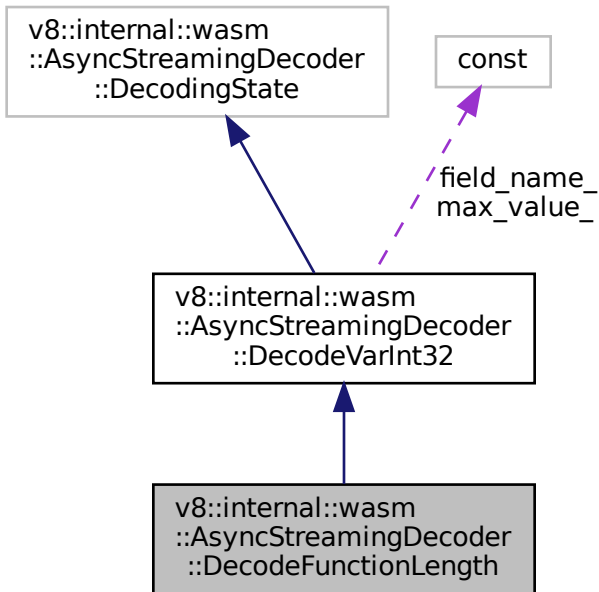 v8::internal::wasm
::AsyncStreamingDecoder
::DecodingState
const
field_name_
max_value_
v8::internal::wasm
::AsyncStreamingDecoder
::DecodeVarInt32
v8::internal::wasm
::AsyncStreamingDecoder
::DecodeFunctionLength